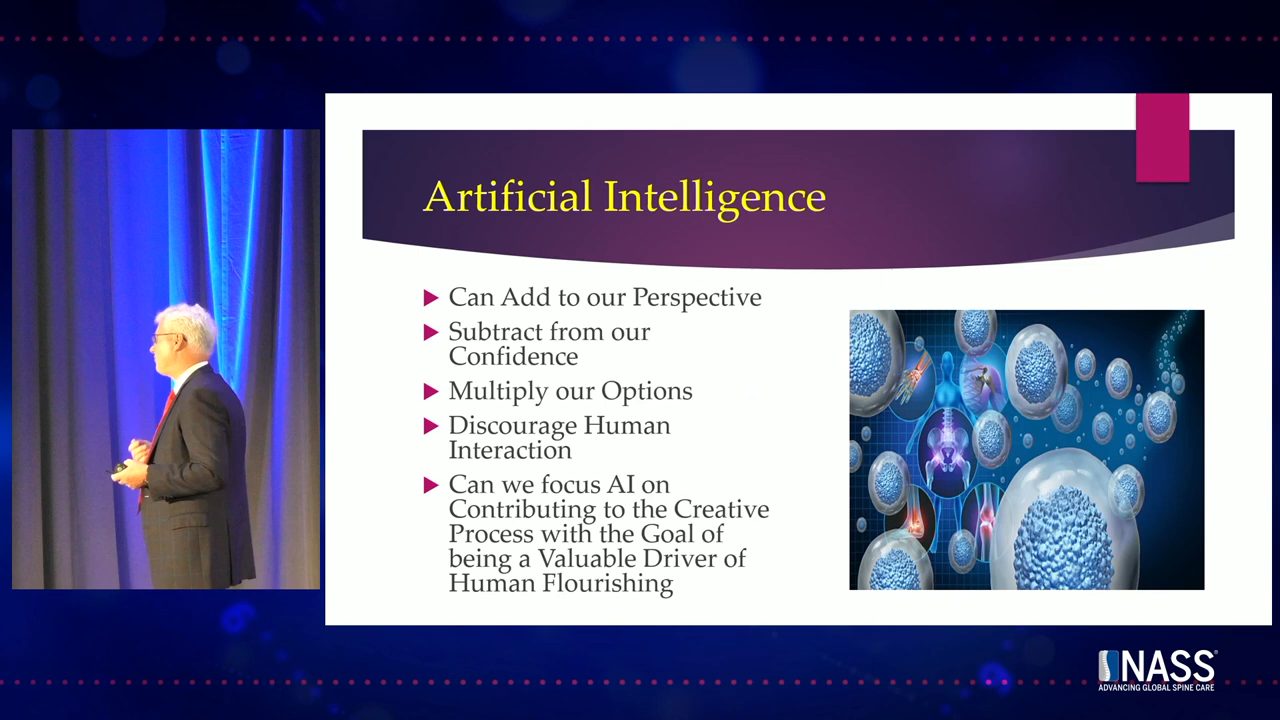 Artificial Intelligence
Can Add to our Perspective
Subtract from our
Confidence
Multiply our Options
Discourage Human
Interaction
Can we focus AI on
Contributing to the Creative
Process with the Goal of
being a Valuable Driver of
Human Flourishing
NASS
ADVANCING GLOBAL SPINE CARE